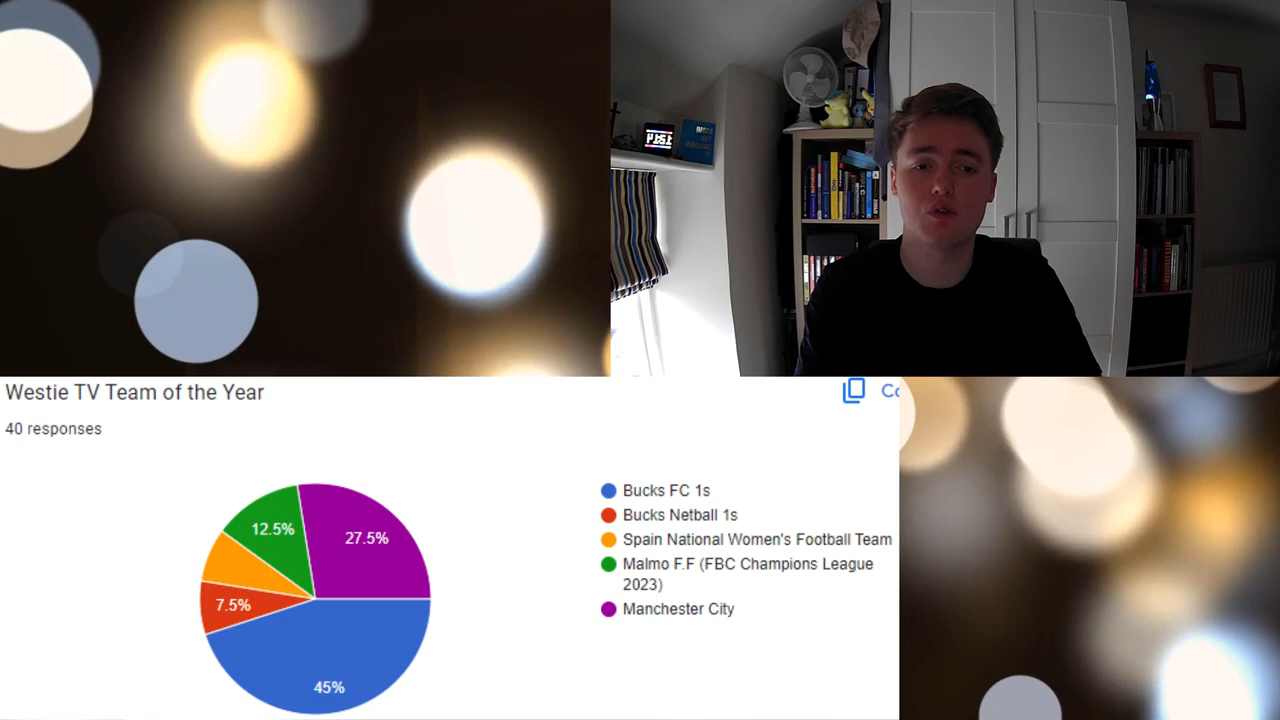 Westie TV Team of the Year
40 responses
Bucks FC 1s
Bucks Netball 1s
Spain National Women's Football Team
Malmo F.F (FBC Champions League
2023)
Manchester City
12.5%
27.5%
7.5%
45%